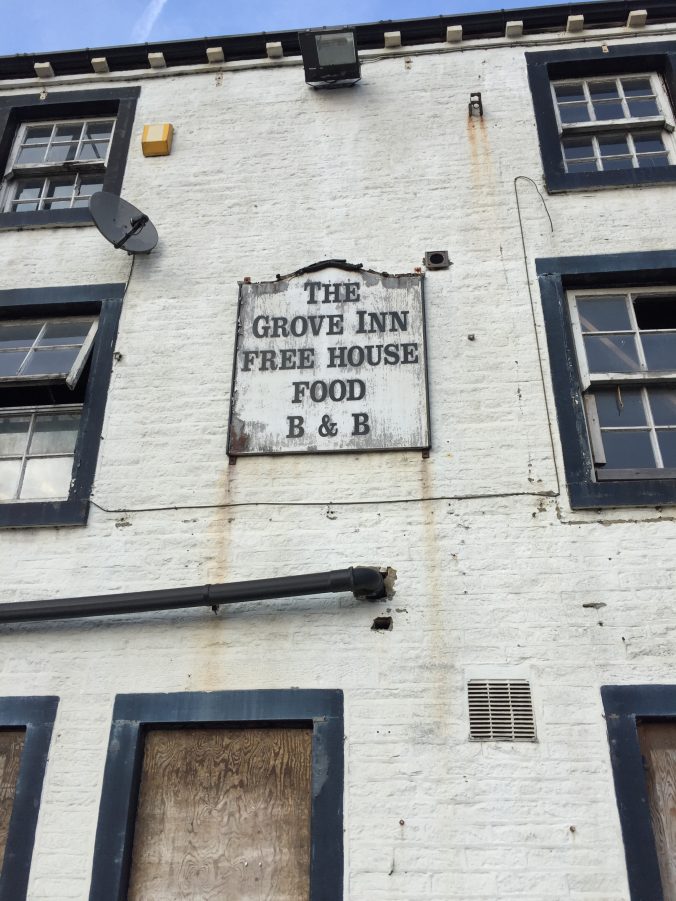 THE
GROVE INN
FREE HOUSE
FOOD
B & B